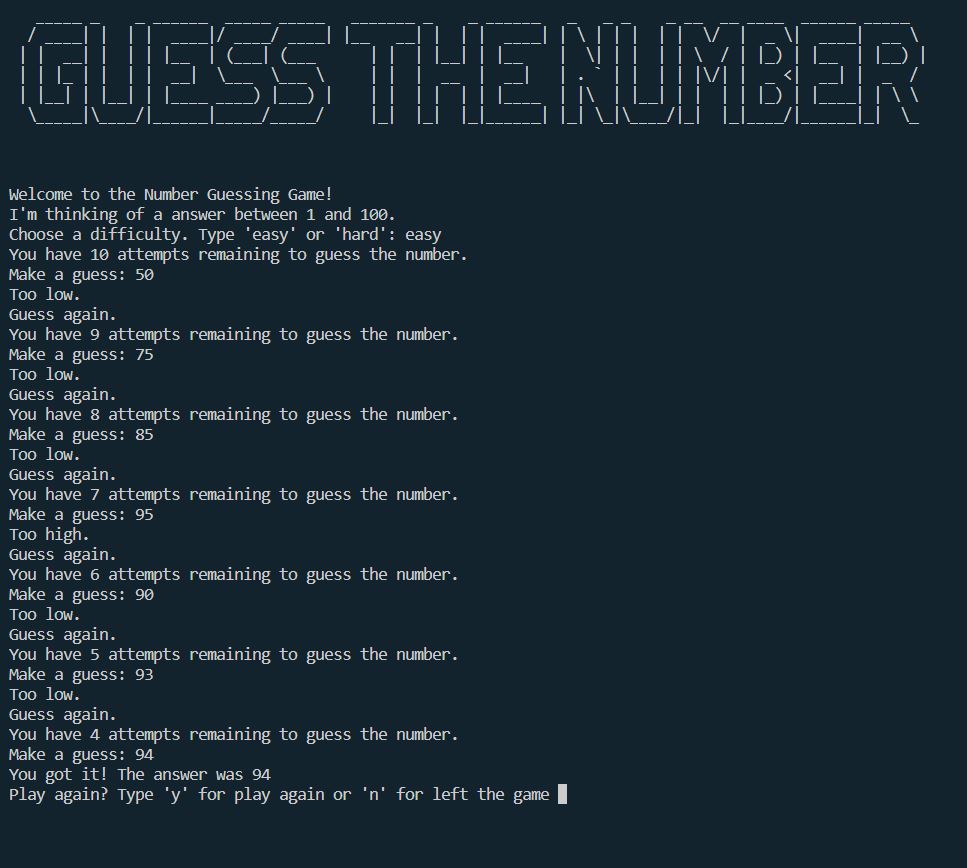 GUESS THE NUMBER
Welcome to the Number Guessing Game!
I'm thinking of a answer between 1 and 100.
Choose a difficulty. Type 'easy' or 'hard': easy
You have 10 attempts remaining to guess the number.
Make a guess: 50
Too low.
Guess again.
You have 9 attempts remaining to guess the number.
Make a guess: 75
Too low.
Guess again.
You have 8 attempts remaining to guess the number.
Make a guess: 85
Too low.
Guess again.
You have 7 attempts remaining to guess the number.
Make a guess: 95
Too high.
Guess again.
You have 6 attempts remaining to guess the number.
Make a guess: 90
Too low.
Guess again.
You have 5 attempts remaining to guess the number.
Make a guess: 93
Too low.
Guess again.
You have 4 attempts remaining to guess the number.
Make a guess: 94
You got it! The answer was 94
Play again? Type 'y' for play again or 'n' for left the game